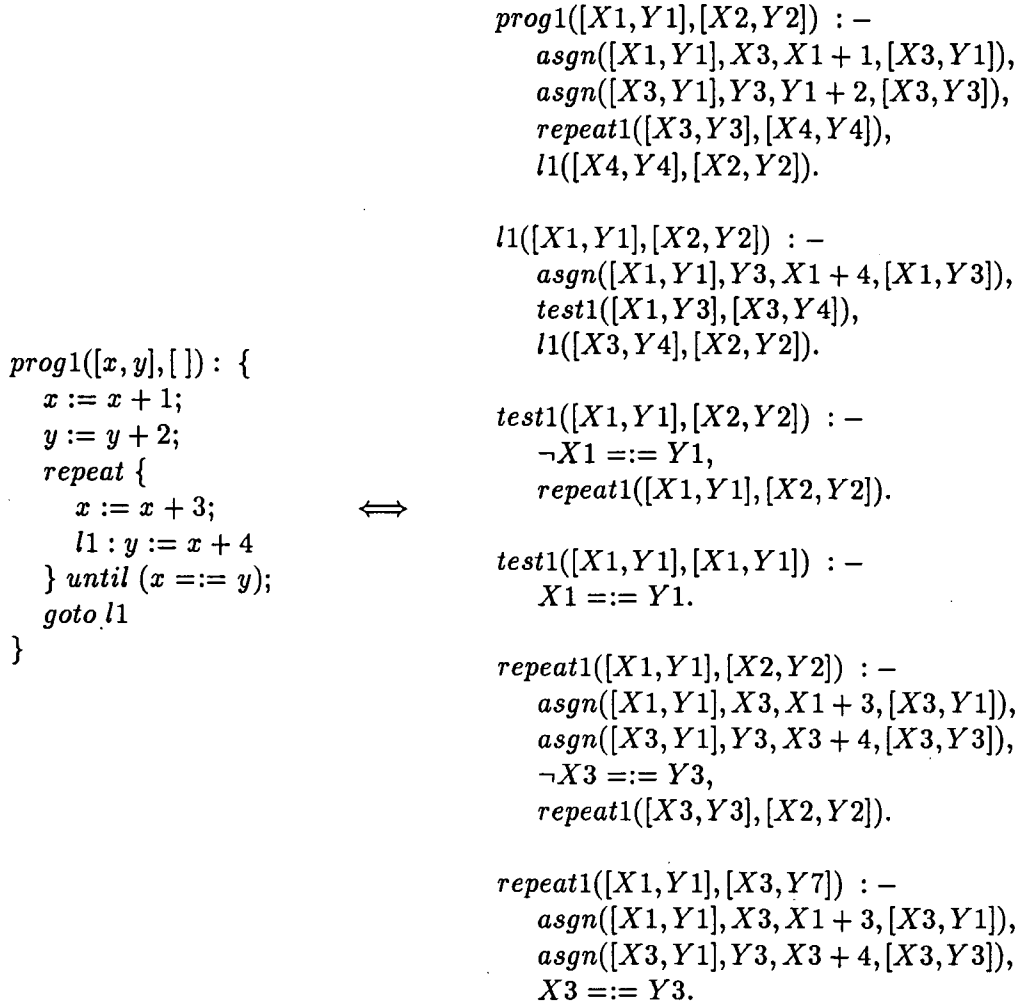 prog1([x, y], [ ]) : {
x := x + 1;
y := y + 2;
repeat {
x := x + 3;
l1 : y := x + 4
} until (x =:= y);
goto l1
}
⟺
prog1([X1, Y1], [X2, Y2]) : −
asgn([X1, Y1], X3, X1 + 1, [X3, Y1]),
asgn([X3, Y1], Y3, Y1 + 2, [X3, Y3]),
repeat1([X3, Y3], [X4, Y4]),
l1([X4, Y4], [X2, Y2]).
l1([X1, Y1], [X2, Y2]) : −
asgn([X1, Y1], Y3, X1 + 4, [X1, Y3]),
test1([X1, Y3], [X3, Y4]),
l1([X3, Y4], [X2, Y2]).
test1([X1, Y1], [X2, Y2]) : −
¬X1 =:= Y1,
repeat1([X1, Y1], [X2, Y2]).
test1([X1, Y1], [X1, Y1]) : −
X1 =:= Y1.
repeat1([X1, Y1], [X2, Y2]) : −
asgn([X1, Y1], X3, X1 + 3, [X3, Y1]),
asgn([X3, Y1], Y3, X3 + 4, [X3, Y3]),
¬X3 =:= Y3,
repeat1([X3, Y3], [X2, Y2]).
repeat1([X1, Y1], [X3, Y7]) : −
asgn([X1, Y1], X3, X1 + 3, [X3, Y1]),
asgn([X3, Y1], Y3, X3 + 4, [X3, Y3]),
X3 =:= Y3.